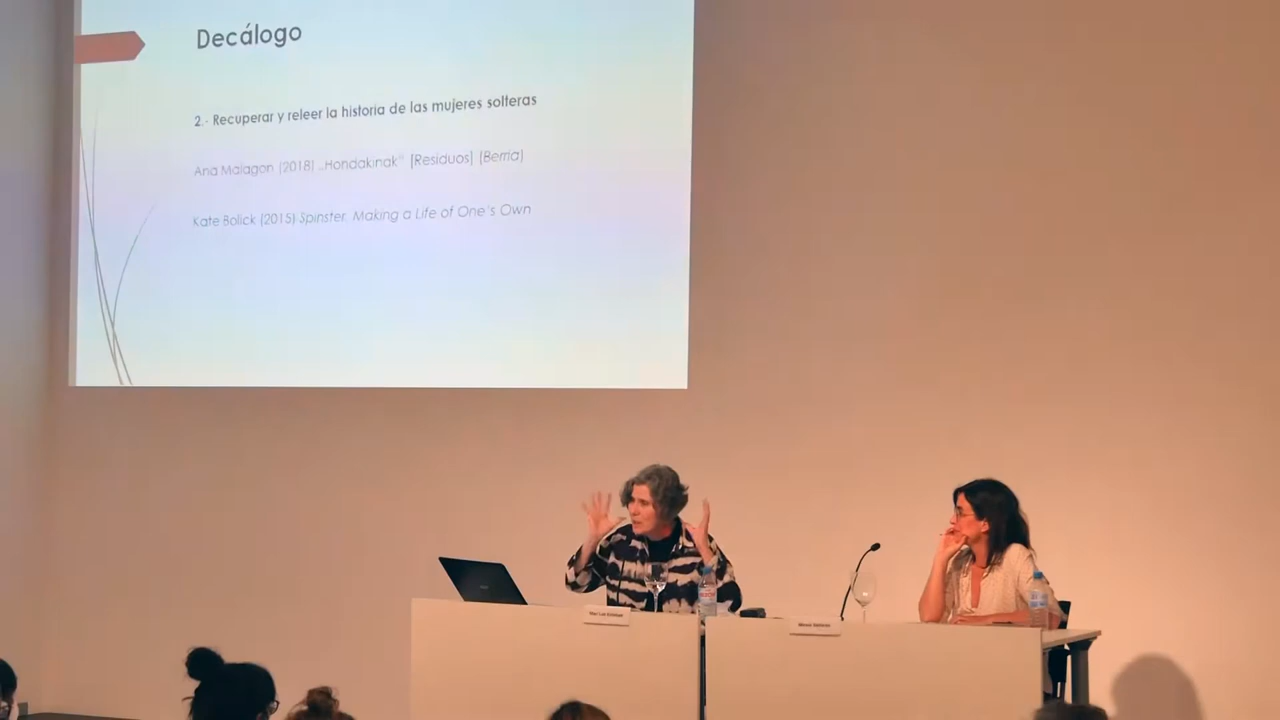 Decálogo
2.- Recuperar y releer la historia de las mujeres solteras
Ana Malagon (2018) „Hondakinak” [Residuos] (Berria)
Kate Bolick (2015) Spinster. Making a Life of One's Own